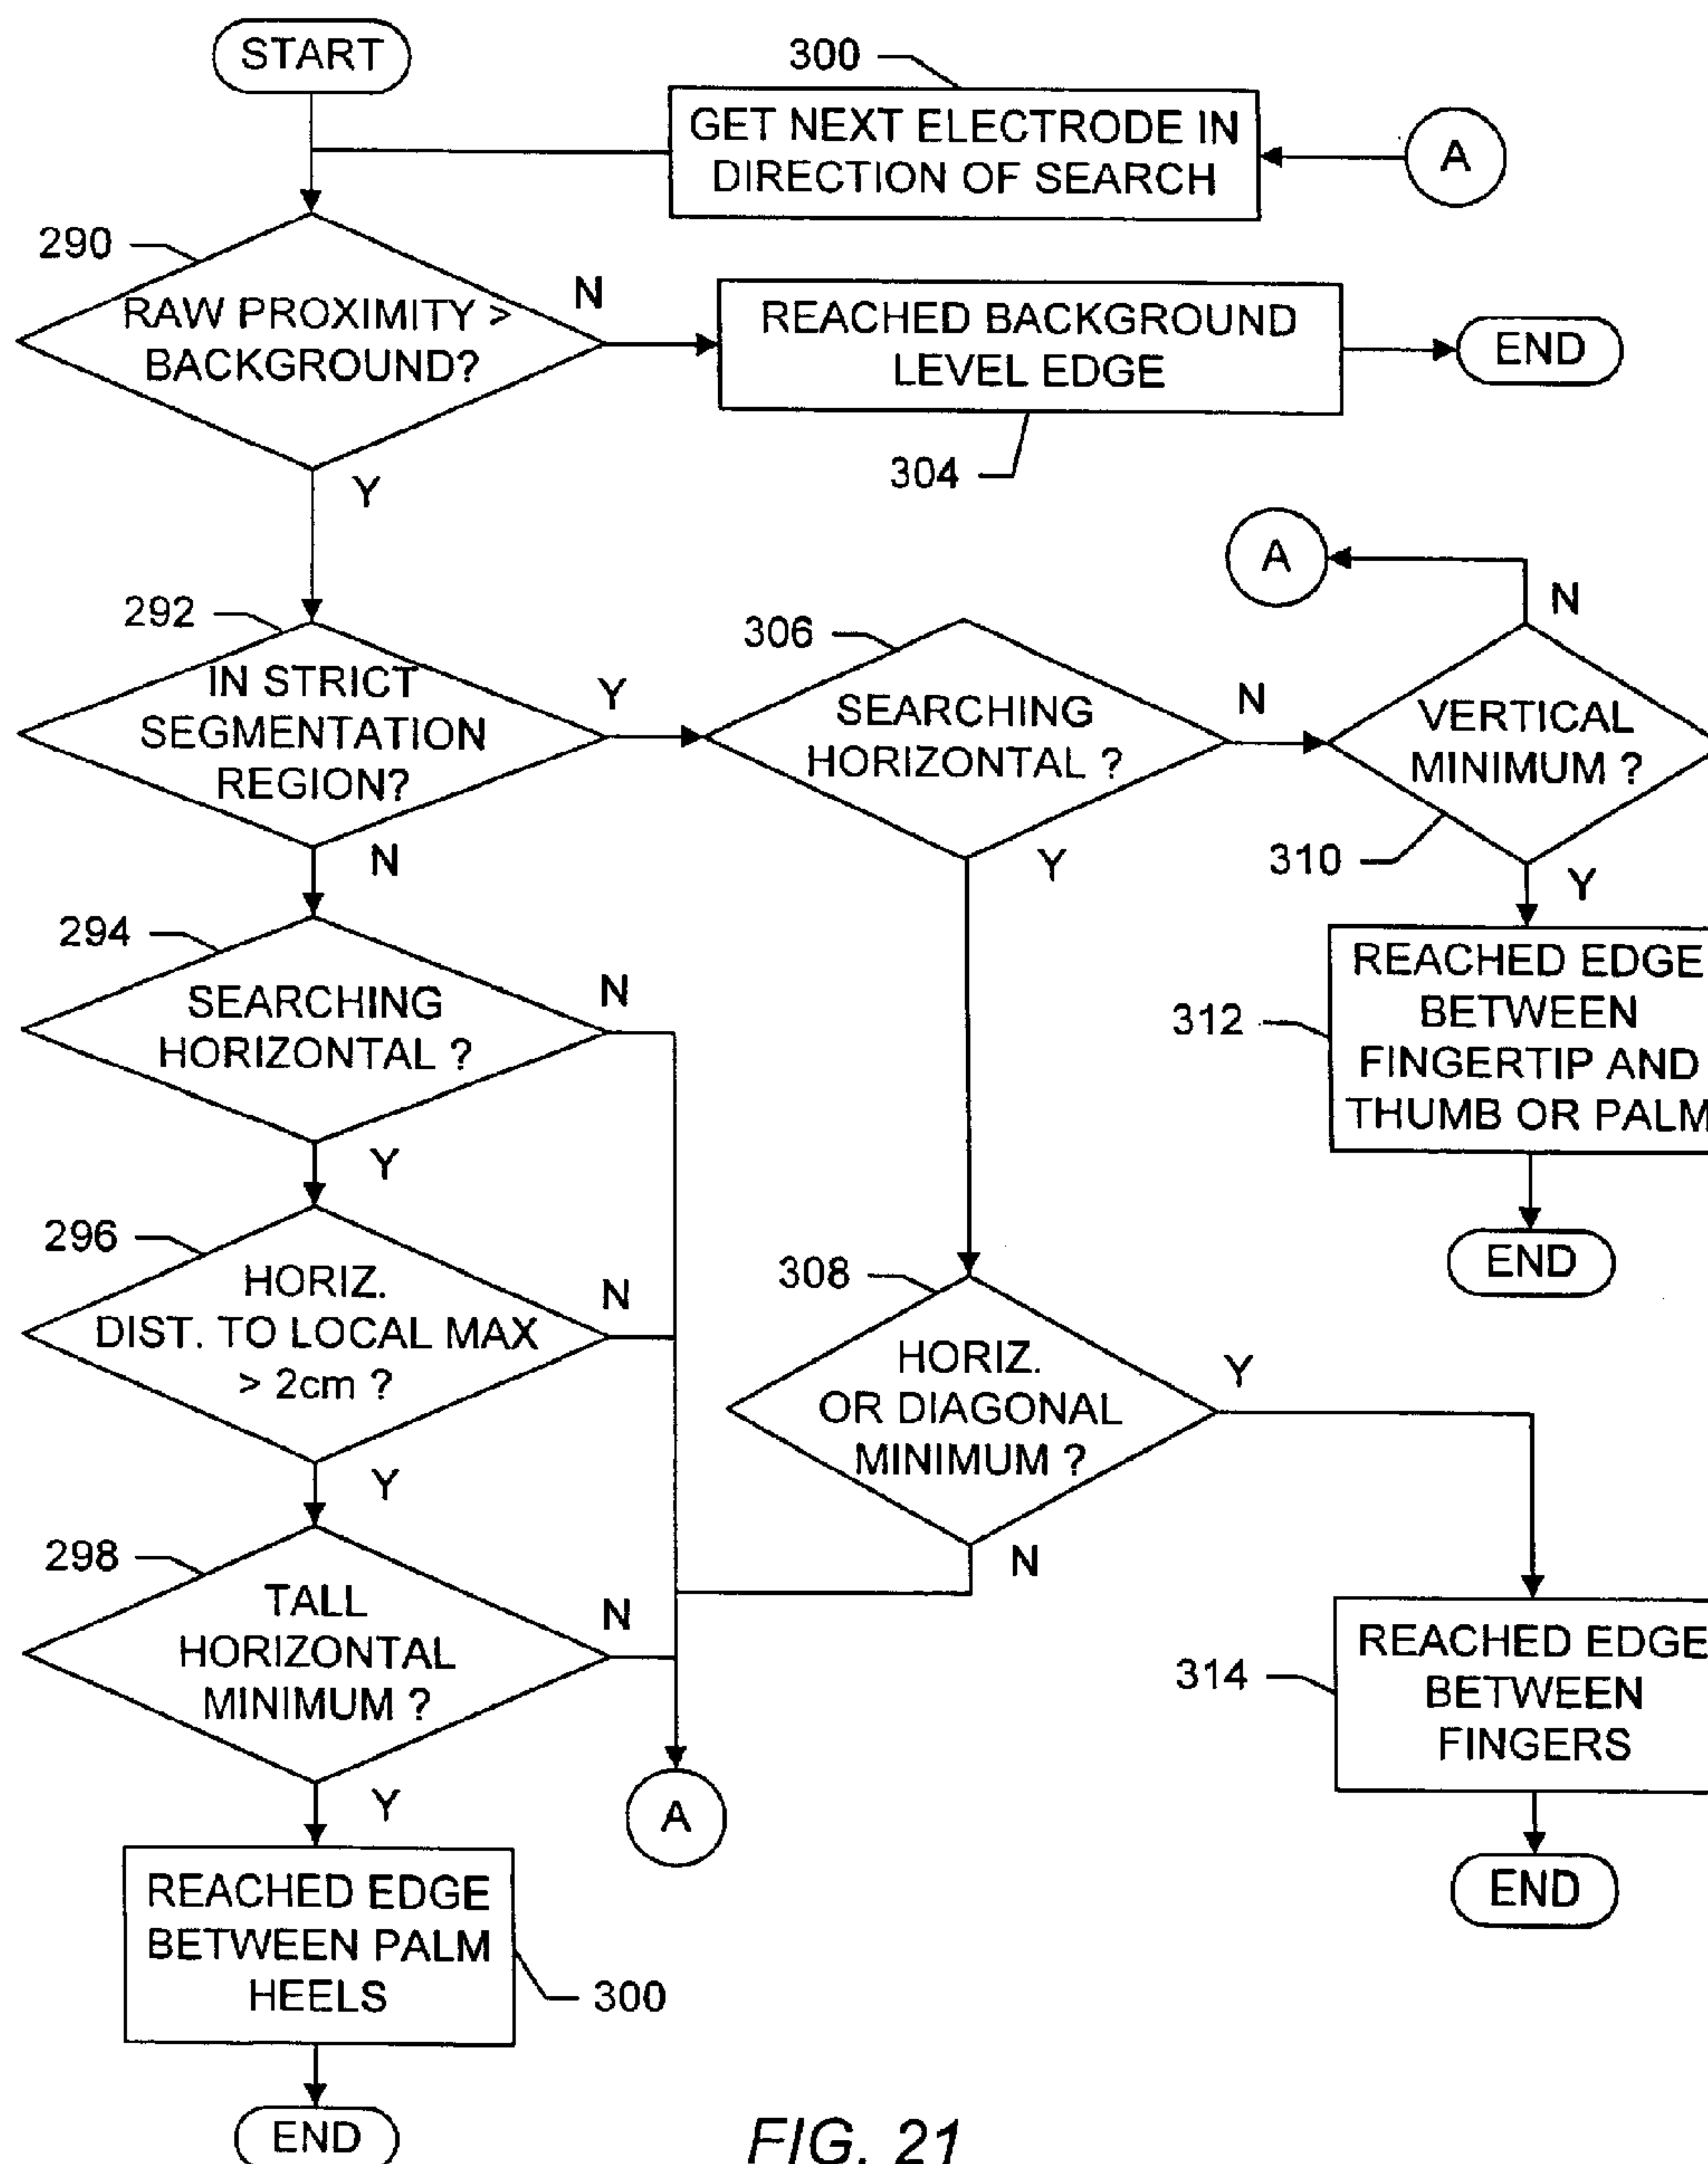 START
300
GET NEXT ELECTRODE IN
DIRECTION OF SEARCH
A
290
RAW PROXIMITY >
BACKGROUND?
N
REACHED BACKGROUND
LEVEL EDGE
END
304
Y
A
N
292
IN STRICT
SEGMENTATION
REGION?
Y
306
SEARCHING
HORIZONTAL ?
N
VERTICAL
MINIMUM ?
310
Y
N
Y
294
SEARCHING
HORIZONTAL ?
N
312
REACHED EDGE
BETWEEN
FINGERTIP AND
THUMB OR PALM
END
Y
296
HORIZ.
DIST. TO LOCAL MAX
> 2cm ?
N
308
HORIZ.
OR DIAGONAL
MINIMUM ?
Y
N
Y
298
TALL
HORIZONTAL
MINIMUM ?
N
314
REACHED EDGE
BETWEEN
FINGERS
END
Y
A
REACHED EDGE
BETWEEN PALM
HEELS
300
END
FIG. 21